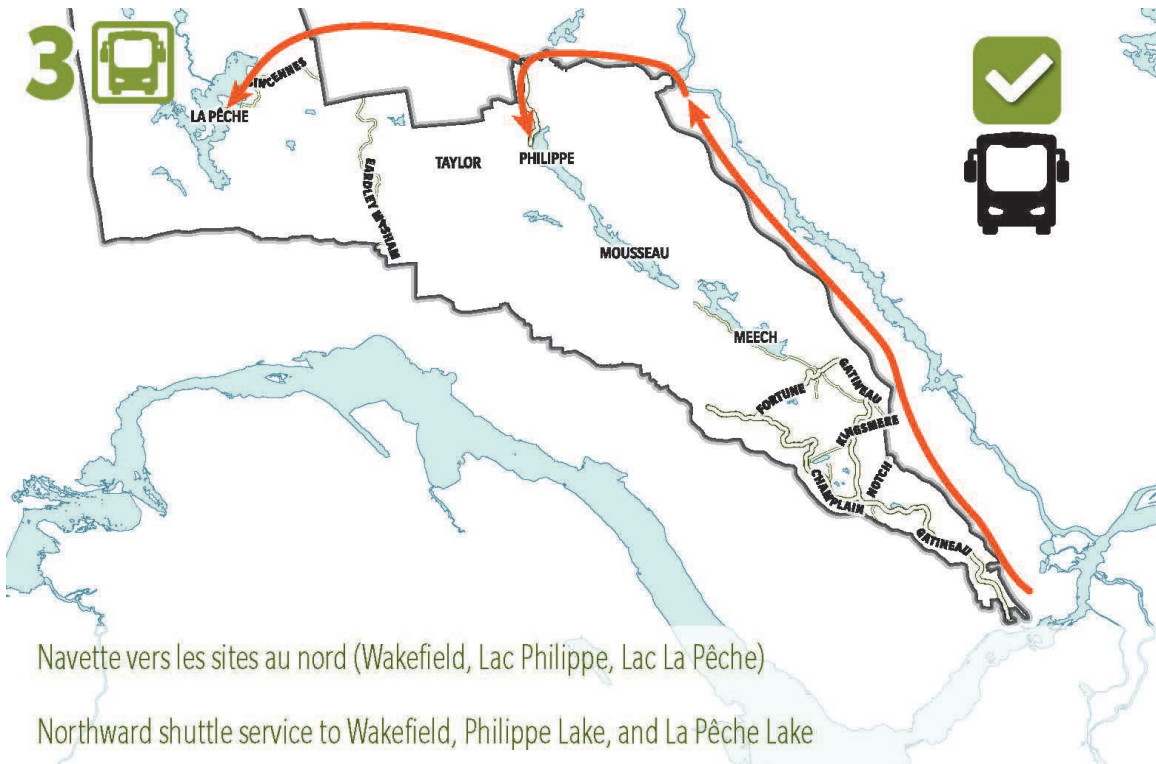 3
VINCENNES
LA PÊCHE
EARDLEY MASHAM
TAYLOR
PHILIPPE
MOUSSEAU
MEECH
FORTUNE
GATINEAU
KINGSMERE
NOTCH
CHAMPLAIN
GATINEAU
Navette vers les sites au nord (Wakefield, Lac Philippe, Lac La Pêche)
Northward shuttle service to Wakefield, Philippe Lake, and La Pêche Lake